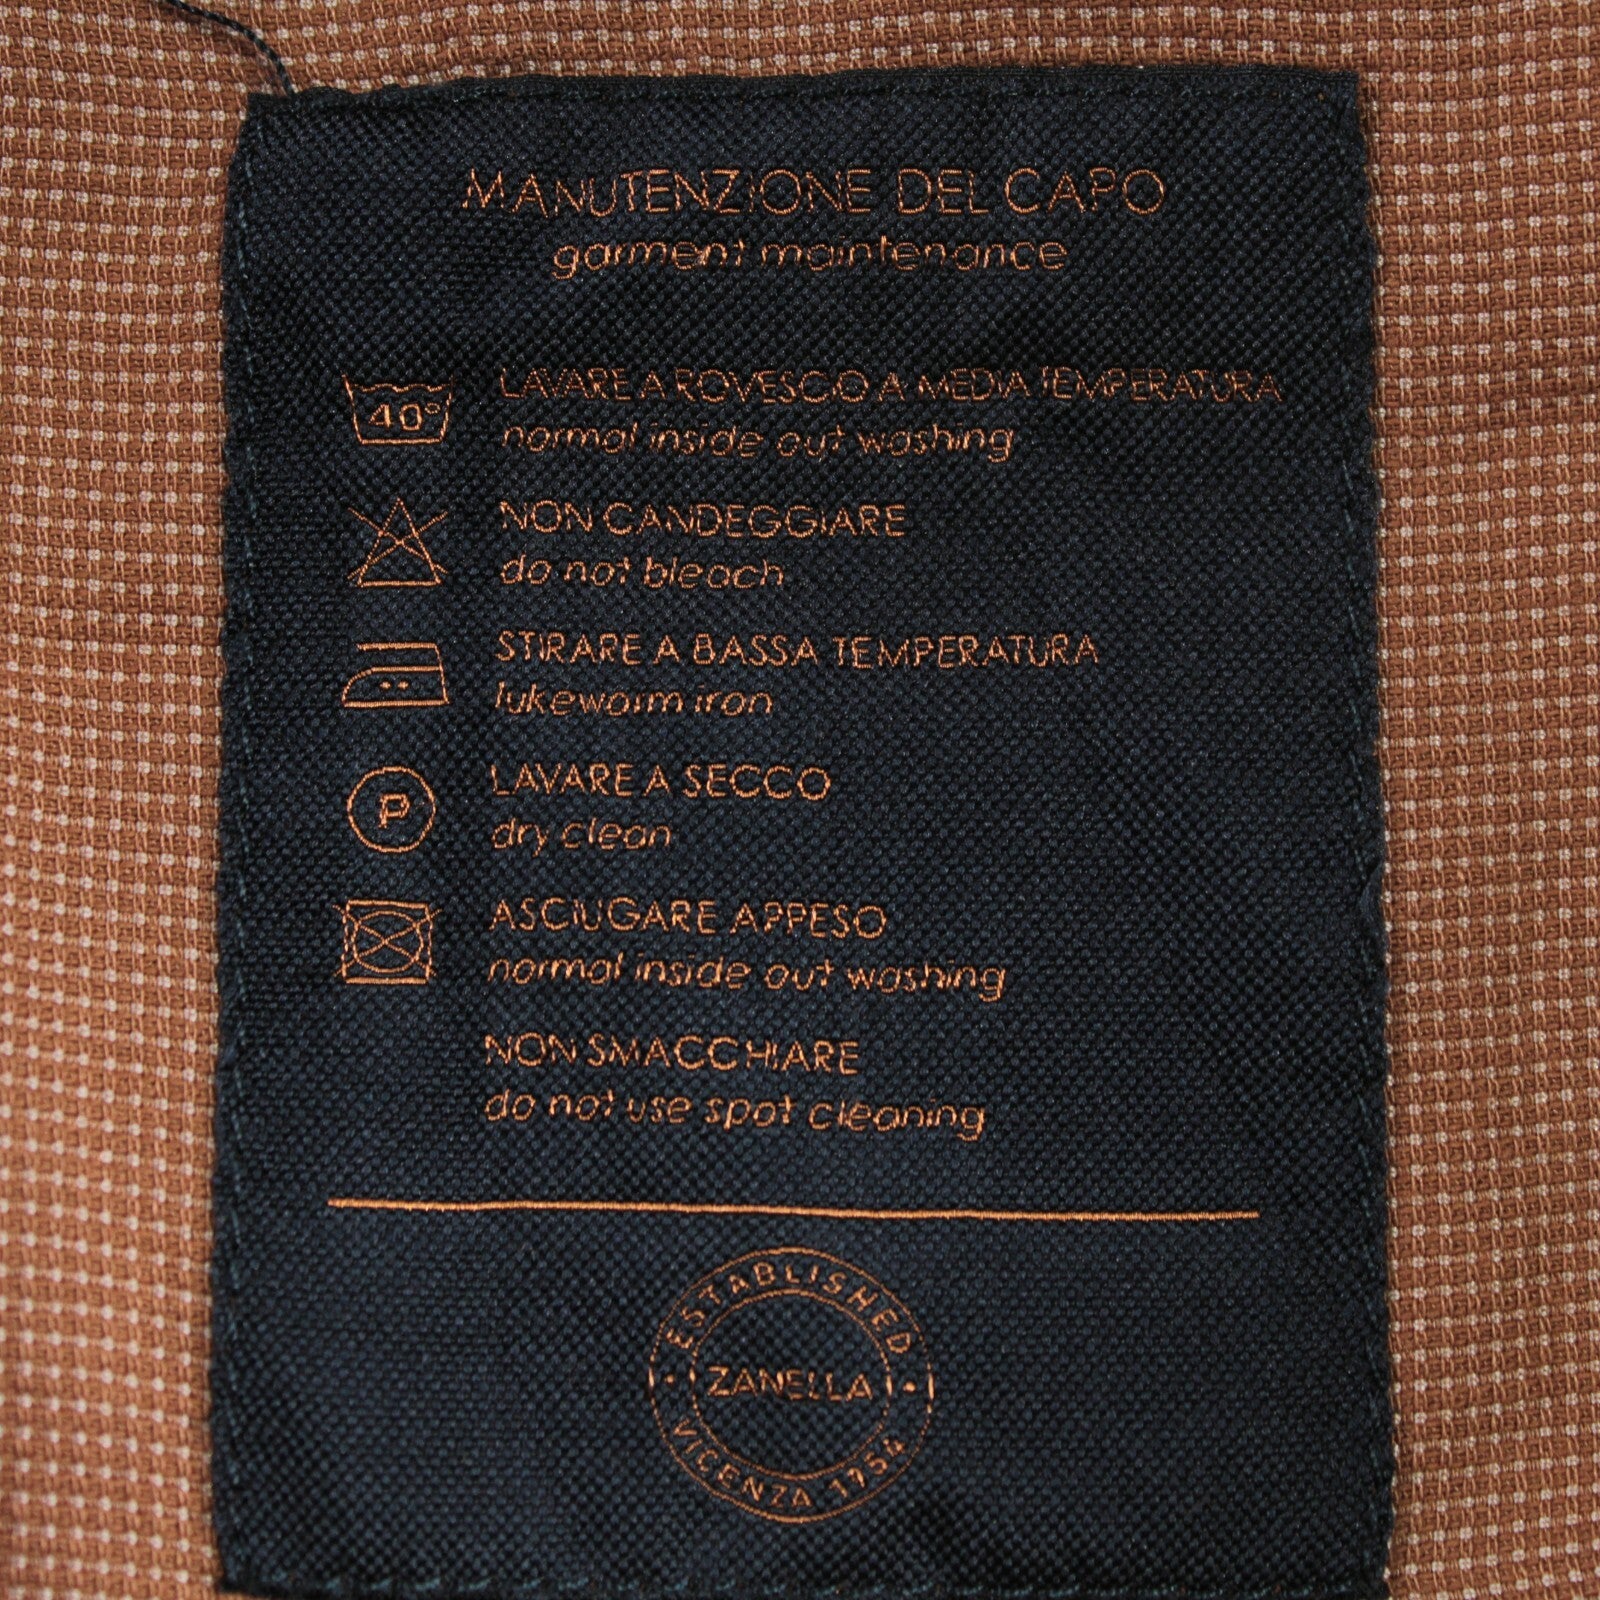 MANUTENZIONE DEL CAPO
garment maintenance
40°
LAVARE A ROVESCIO A MEDIA TEMPERATURA
normal inside out washing
NON CANDEGGIARE
do not bleach
STIRARE A BASSA TEMPERATURA
lukewarm iron
P
LAVARE A SECCO
dry clean
ASCIUGARE APPESO
normal inside out washing
NON SMACCHIARE
do not use spot cleaning
ESTABLISHED
ZANELLA
VICENZA 1954